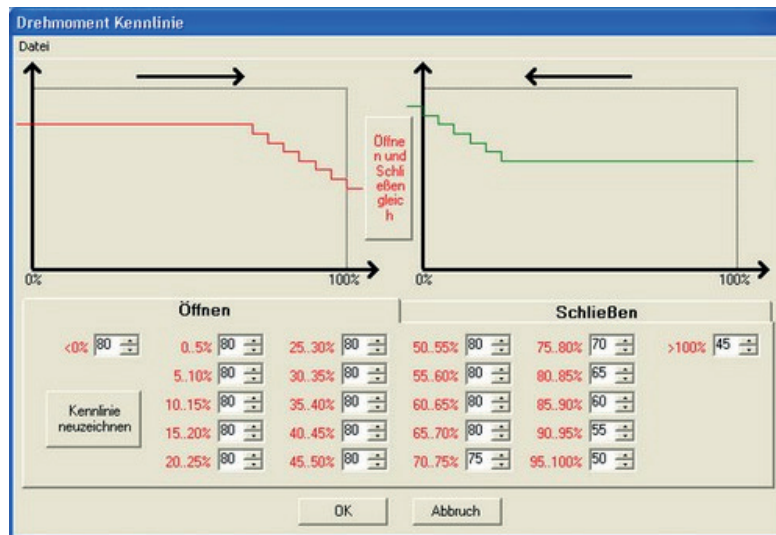 Drehmoment Kennlinie
Datei
Öffne
n und
Schli
eßen
gleic
h
0% 100% 0% 100%
Öffnen Schließen
<0% 80 0..5% 80 25..30% 80 50..55% 80 75..80% 70 >100% 45
5..10% 80 30..35% 80 55..60% 80 80..85% 65
Kennlinie
neuzeichnen
10..15% 80 35..40% 80 60..65% 80 85..90% 60
15..20% 80 40..45% 80 65..70% 80 90..95% 55
20..25% 80 45..50% 80 70..75% 75 95..100% 50
OK Abbruch